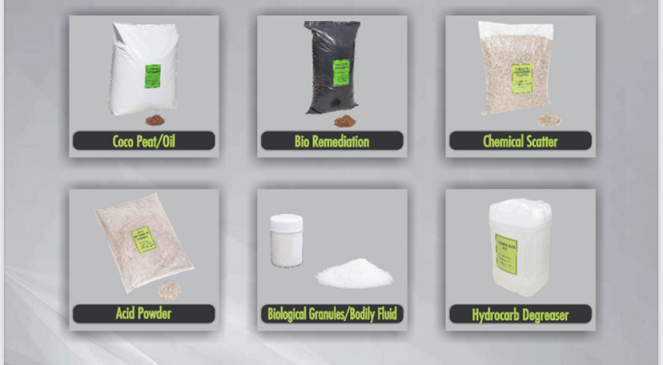 Coco Peat/Oil
Bio Remediation
Chemical Scatter
Acid Powder
Biological Granules/Bodily Fluid
Hydrocarb Degreaser